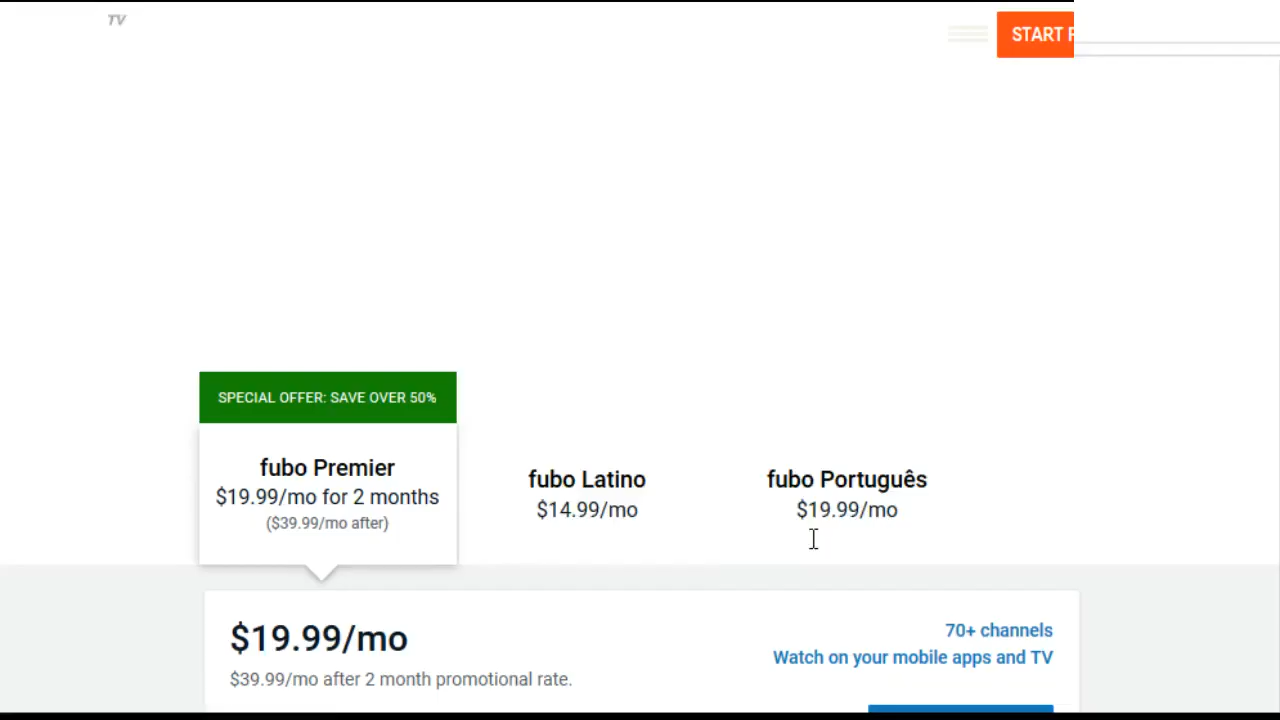 TV
START
SPECIAL OFFER: SAVE OVER 50%
fubo Premier
$19.99/mo for 2 months
($39.99/mo after)
fubo Latino
$14.99/mo
fubo Português
$19.99/mo
$19.99/mo
$39.99/mo after 2 month promotional rate.
70+ channels
Watch on your mobile apps and TV